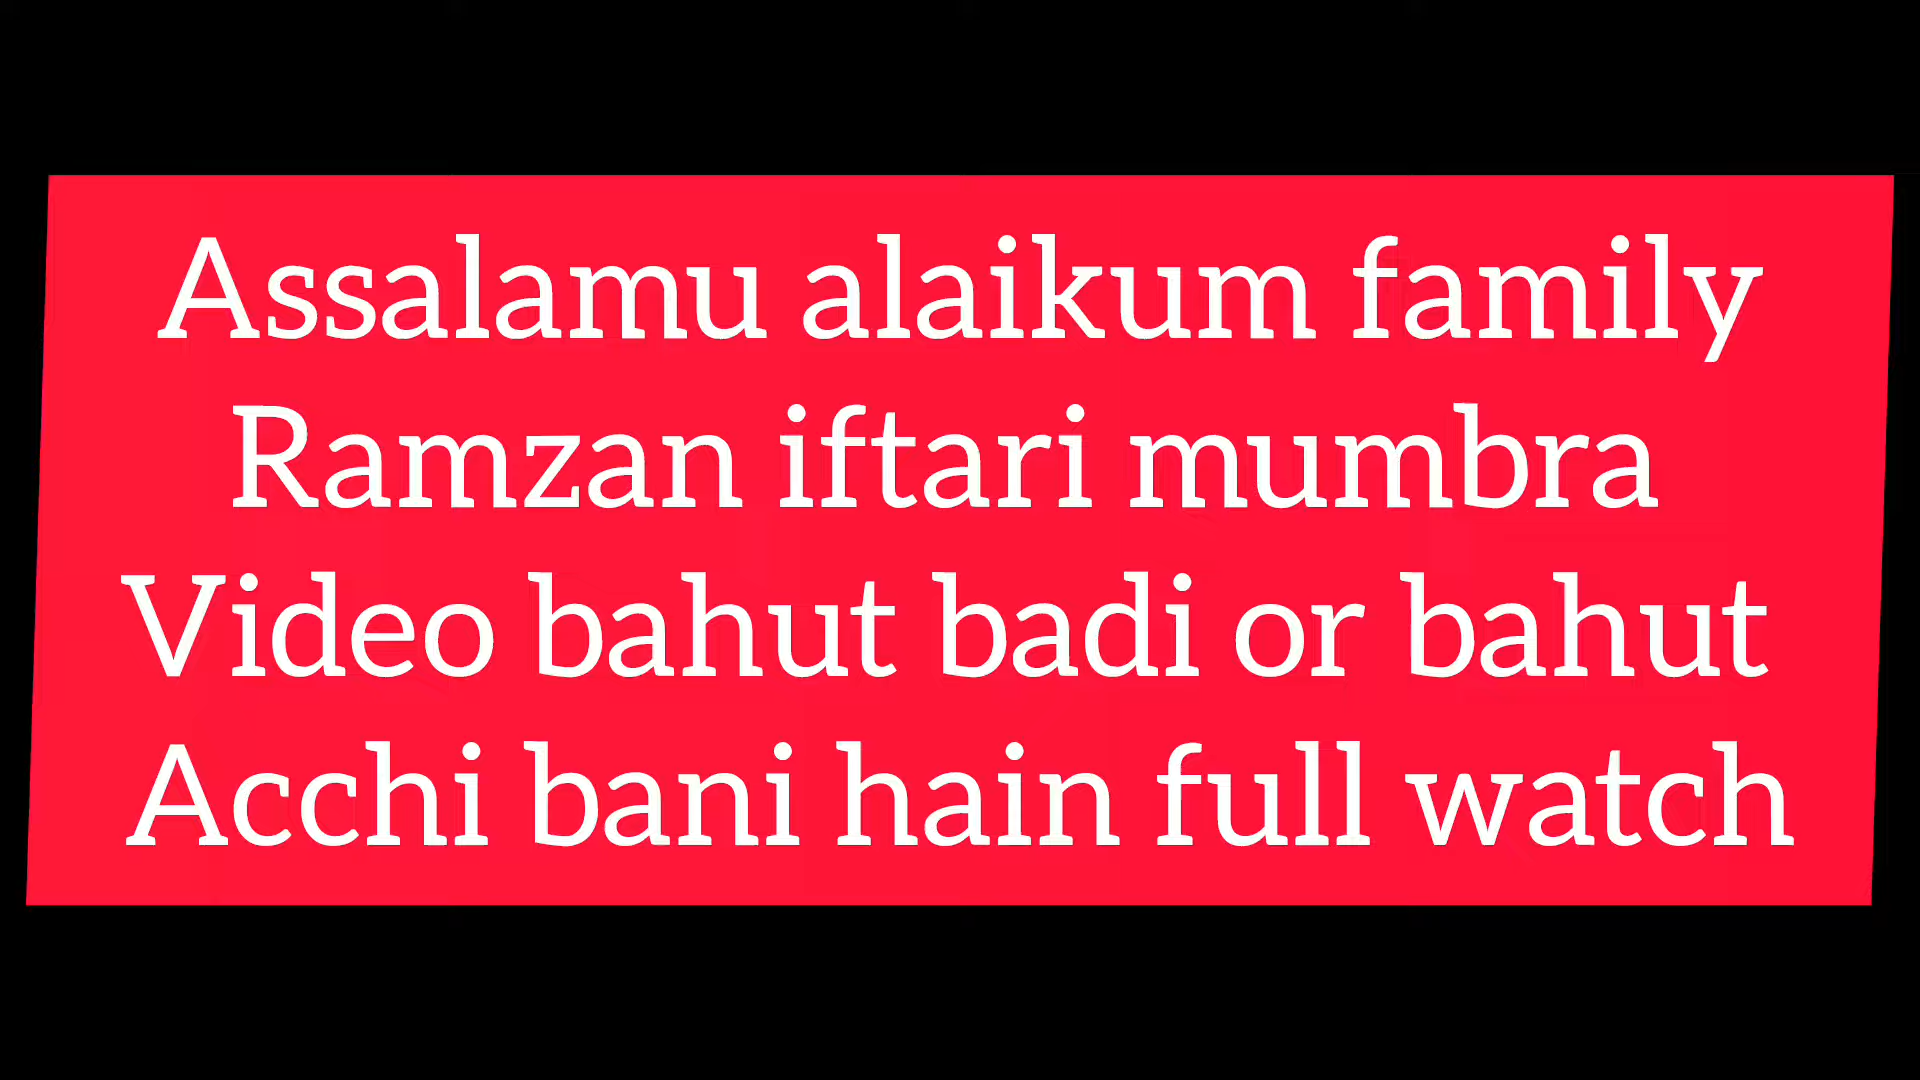 Assalamu alaikum family
Ramzan iftari mumbra
Video bahut badi or bahut
Acchi bani hain full watch